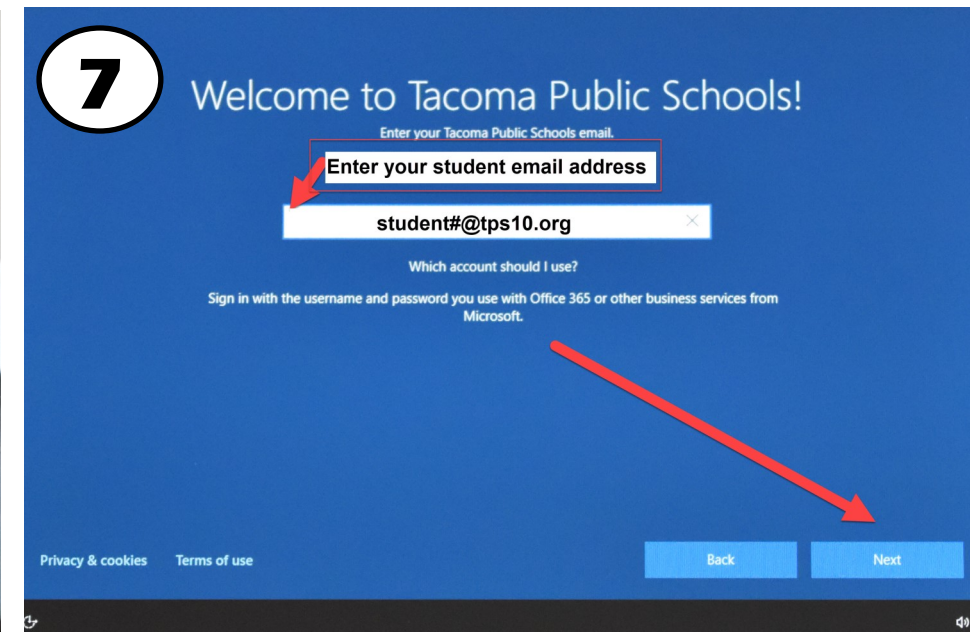 7
Welcome to Tacoma Public Schools!
Enter your Tacoma Public Schools email.
Enter your student email address
student#@tps10.org
Which account should I use?
Sign in with the username and password you use with Office 365 or other business services from
Microsoft.
Privacy & cookies Terms of use Back Next